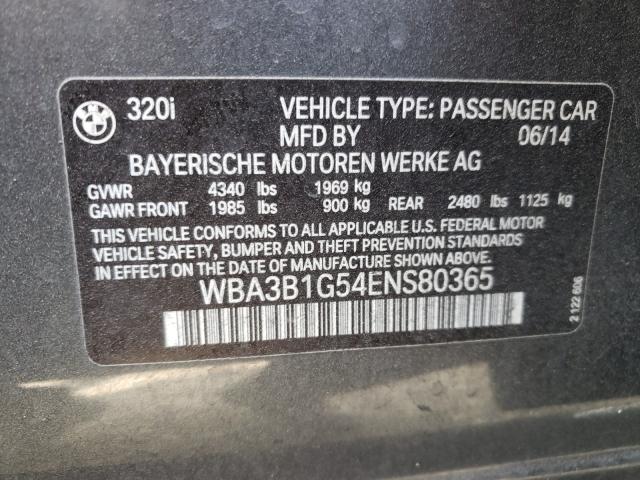 320i VEHICLE TYPE: PASSENGER CAR
MFD BY 06/14
BAYERISCHE MOTOREN WERKE AG
GVWR 4340 lbs 1969 kg
GAWR FRONT 1985 lbs 900 kg REAR 2480 lbs 1125 kg
THIS VEHICLE CONFORMS TO ALL APPLICABLE U.S. FEDERAL MOTOR
VEHICLE SAFETY, BUMPER AND THEFT PREVENTION STANDARDS
IN EFFECT ON THE DATE OF MANUFACTURE SHOWN ABOVE.
WBA3B1G54ENS80365
2 122 606